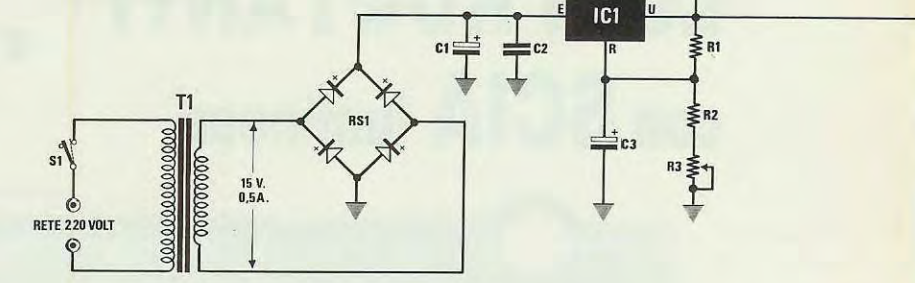 E
IC1
U
R
C1
+
C2
R1
T1
RS1
R2
C3
+
R3
S1
15 V.
0,5A.
RETE 220 VOLT